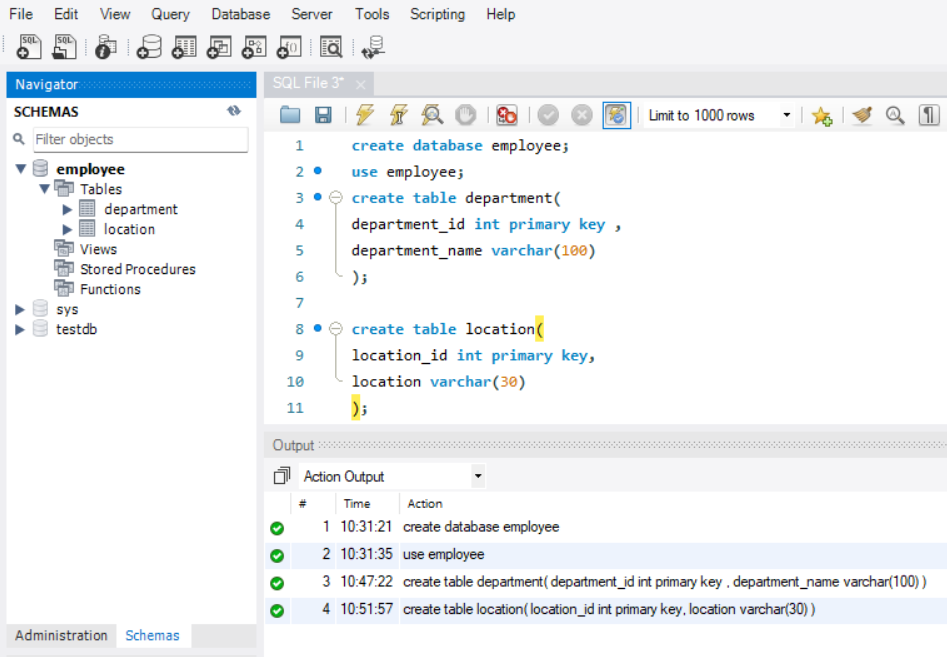 File Edit View Query Database Server Tools Scripting Help
SQL SQL
Navigator
SCHEMAS
Filter objects
employee
Tables
department
location
Views
Stored Procedures
Functions
sys
testdb
Administration Schemas
SQL File 3*
Limit to 1000 rows
1 create database employee;
2 use employee;
3 create table department(
4 department_id int primary key ,
5 department_name varchar(100)
6 );
7
8 create table location(
9 location_id int primary key,
10 location varchar(30)
11 );
Output
Action Output
# Time Action
1 10:31:21 create database employee
2 10:31:35 use employee
3 10:47:22 create table department( department_id int primary key , department_name varchar(100) )
4 10:51:57 create table location( location_id int primary key, location varchar(30) )